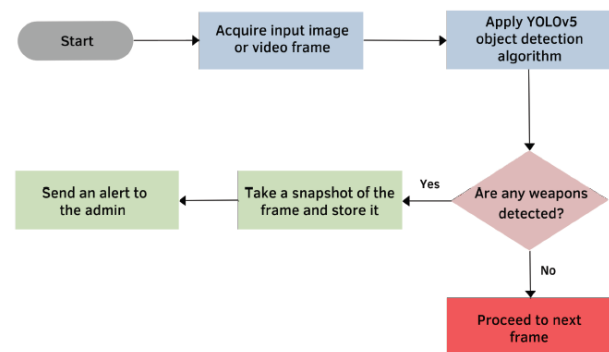 Start
Acquire input image
or video frame
Apply YOLOv5
object detection
algorithm
Are any weapons
detected?
Yes
Take a snapshot of the
frame and store it
Send an alert to
the admin
No
Proceed to next
frame